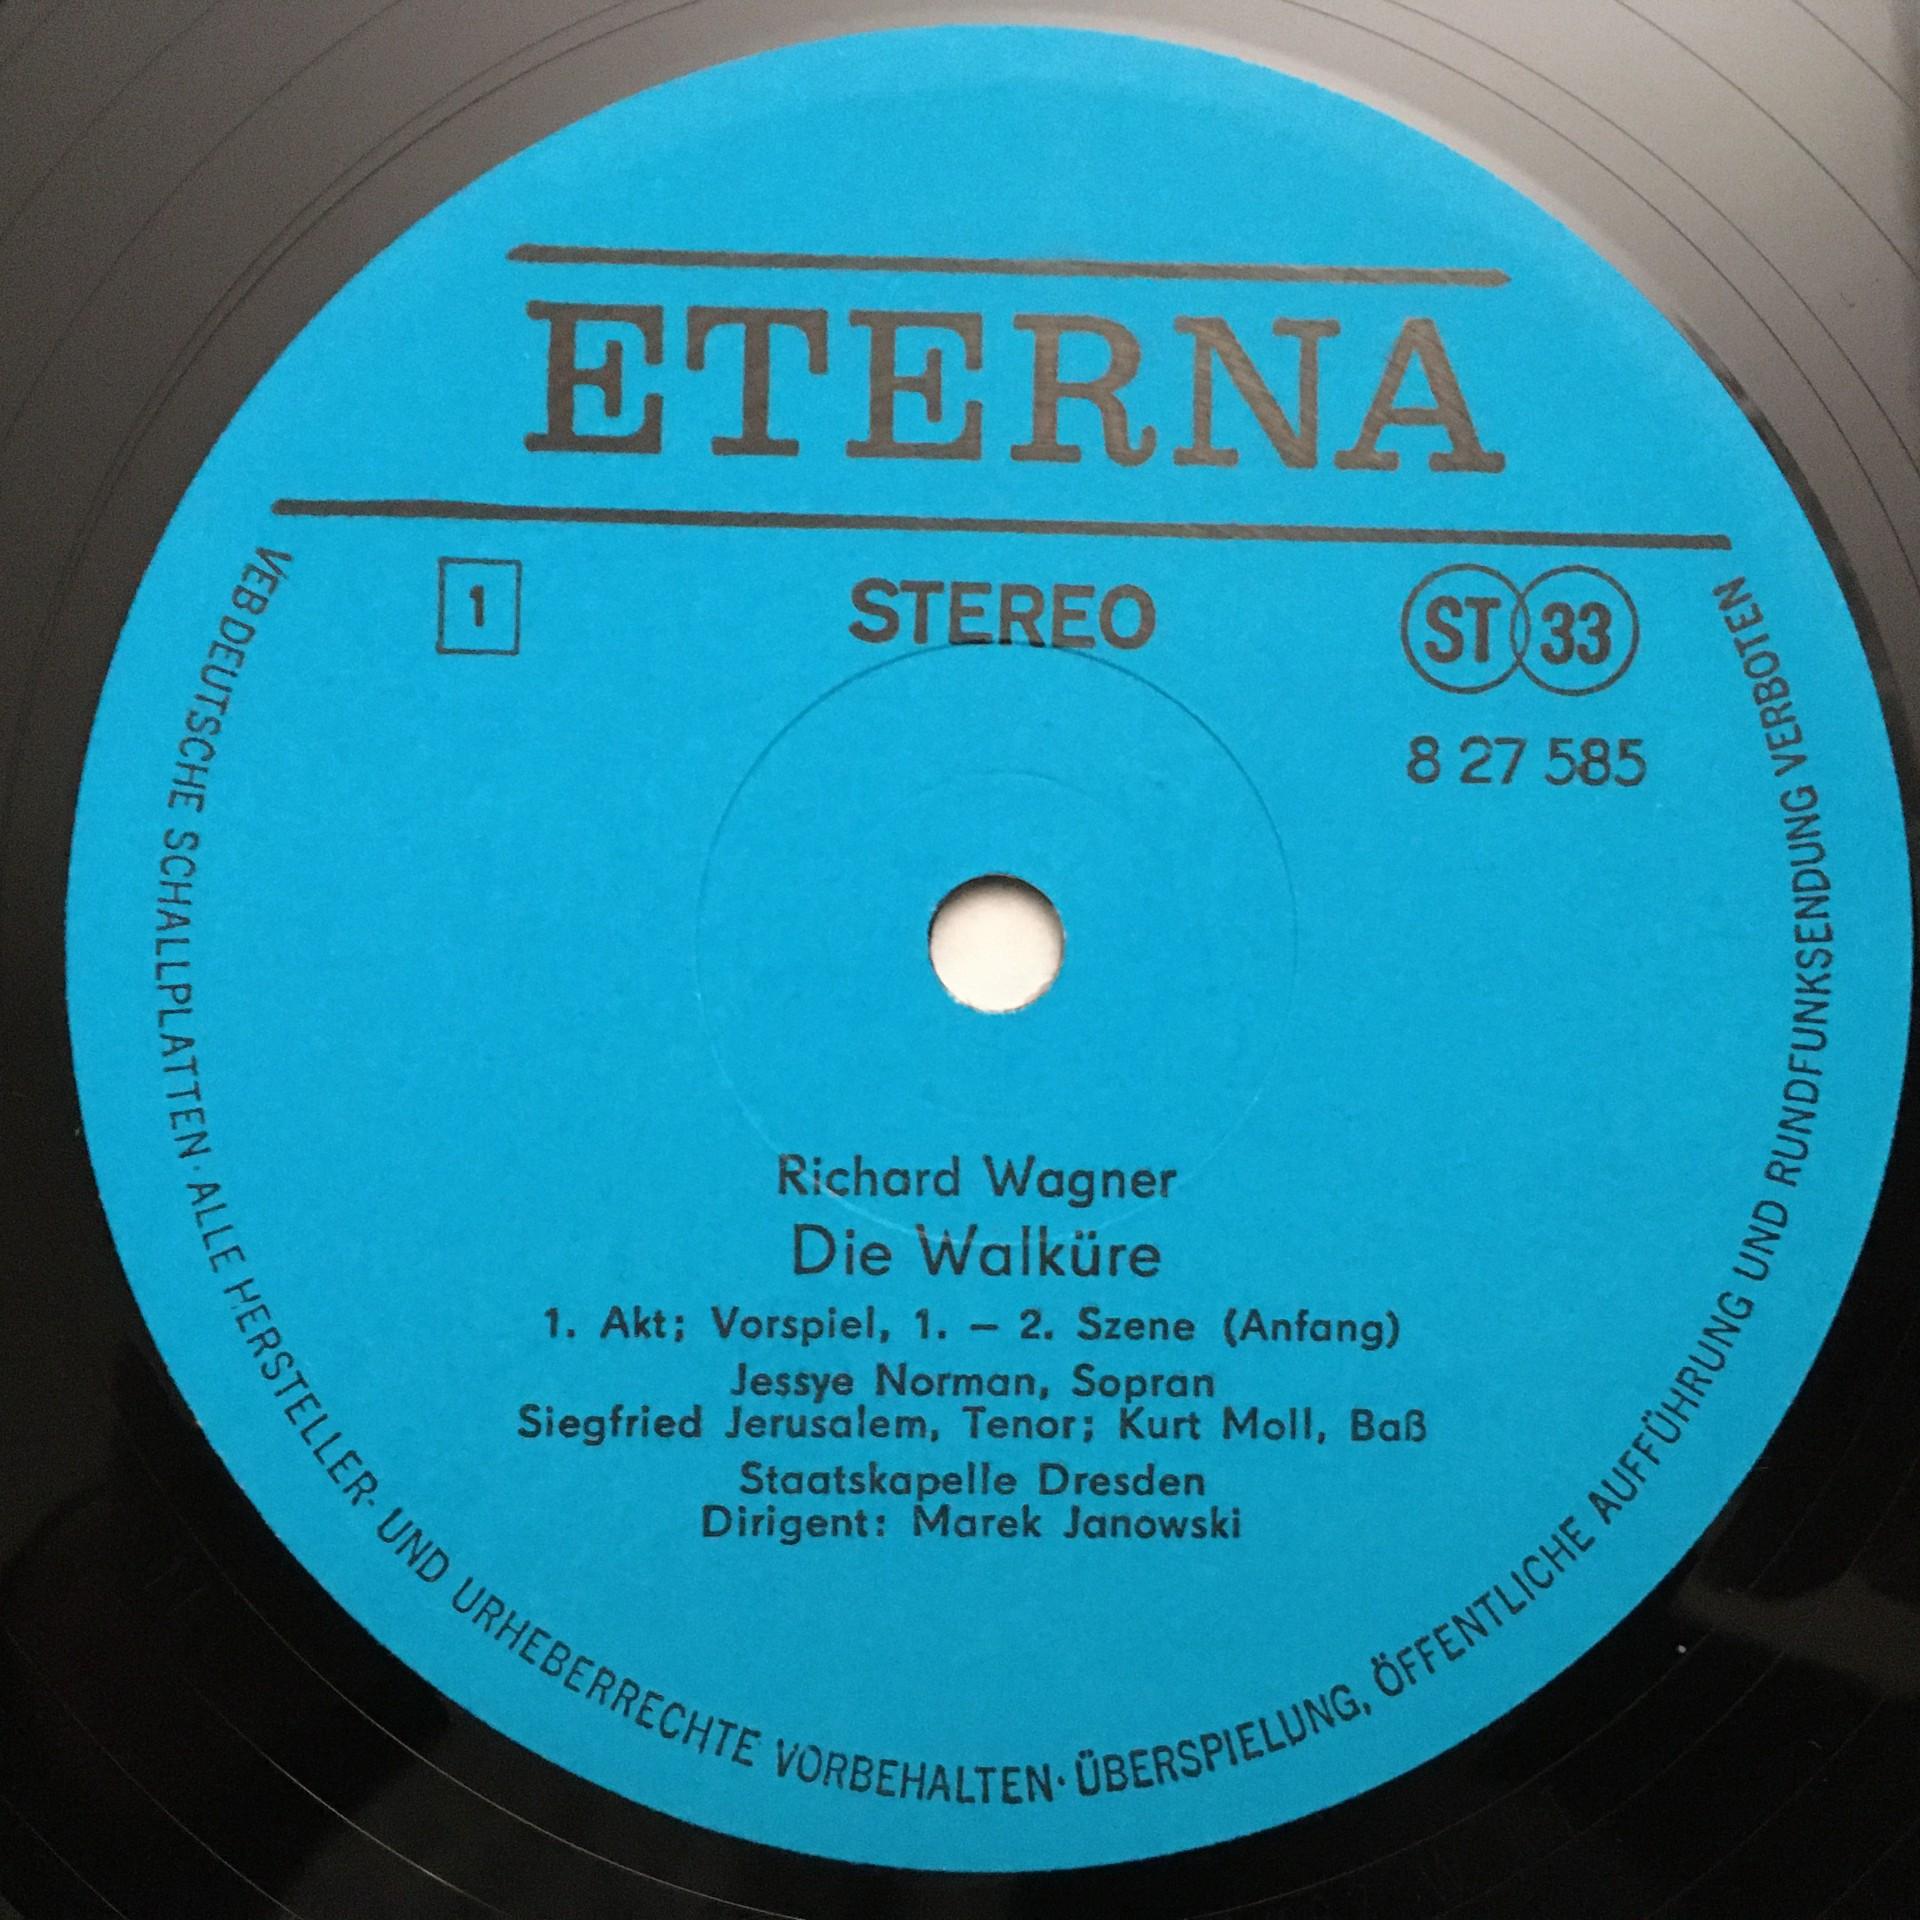 ETERNA
1
STEREO
ST 33
8 27 585
Richard Wagner
Die Walküre
1. Akt; Vorspiel, 1. – 2. Szene (Anfang)
Jessye Norman, Sopran
Siegfried Jerusalem, Tenor; Kurt Moll, Baß
Staatskapelle Dresden
Dirigent: Marek Janowski
VEB DEUTSCHE SCHALLPLATTEN · ALLE HERSTELLER- UND URHEBERRECHTE VORBEHALTEN · ÜBERSPIELUNG, ÖFFENTLICHE AUFFÜHRUNG UND RUNDFUNKSENDUNG VERBOTEN